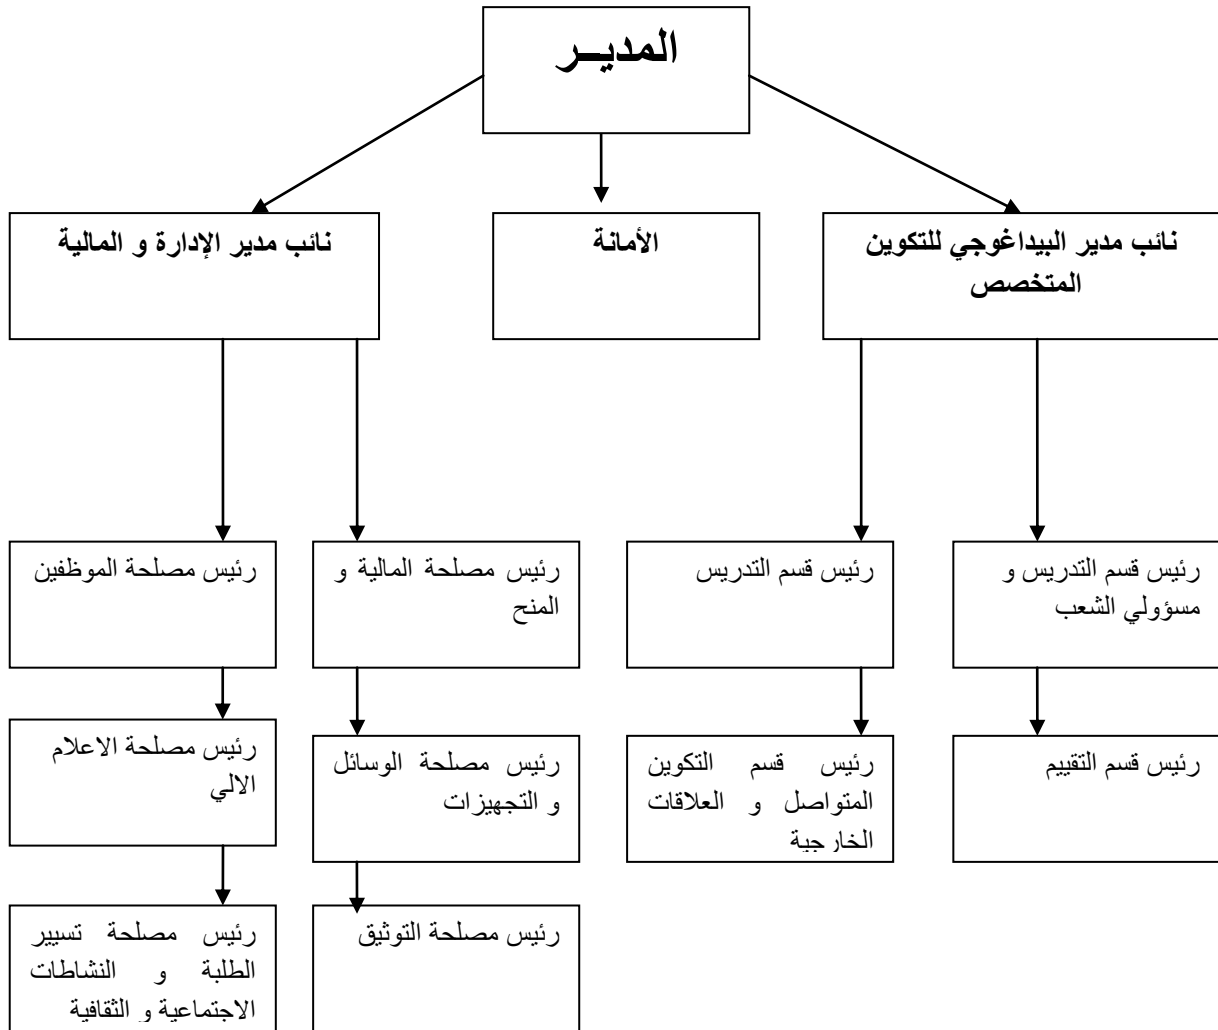 المديــر
نائب مدير البيداغوجي للتكوين
المتخصص
الأمانة
نائب مدير الإدارة و المالية
رئيس قسم التدريس و
مسؤولي الشعب
رئيس قسم التدريس
رئيس مصلحة المالية و
المنح
رئيس مصلحة الموظفين
رئيس قسم التقييم
رئيس قسم التكوين
المتواصل و العلاقات
الخارجية
رئيس مصلحة الوسائل
و التجهيزات
رئيس مصلحة الاعلام
الالي
رئيس مصلحة التوثيق
رئيس مصلحة تسيير
الطلبة و النشاطات
الاجتماعية و الثقافية